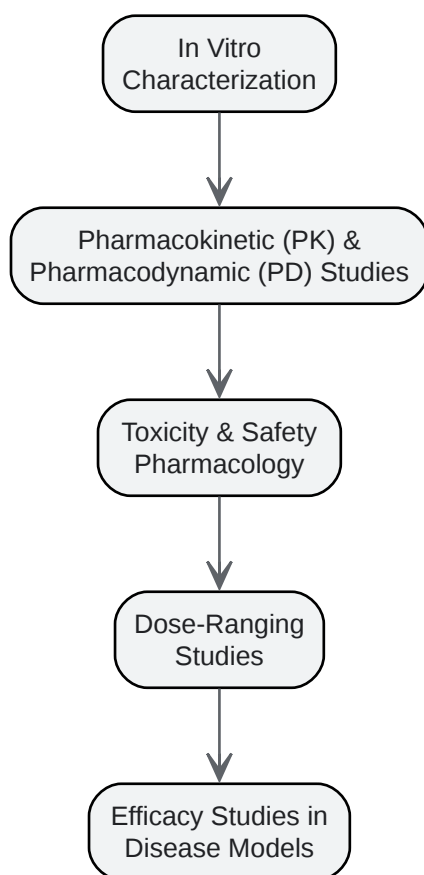 In Vitro
Characterization
Pharmacokinetic (PK) &
Pharmacodynamic (PD) Studies
Toxicity & Safety
Pharmacology
Dose-Ranging
Studies
Efficacy Studies in
Disease Models